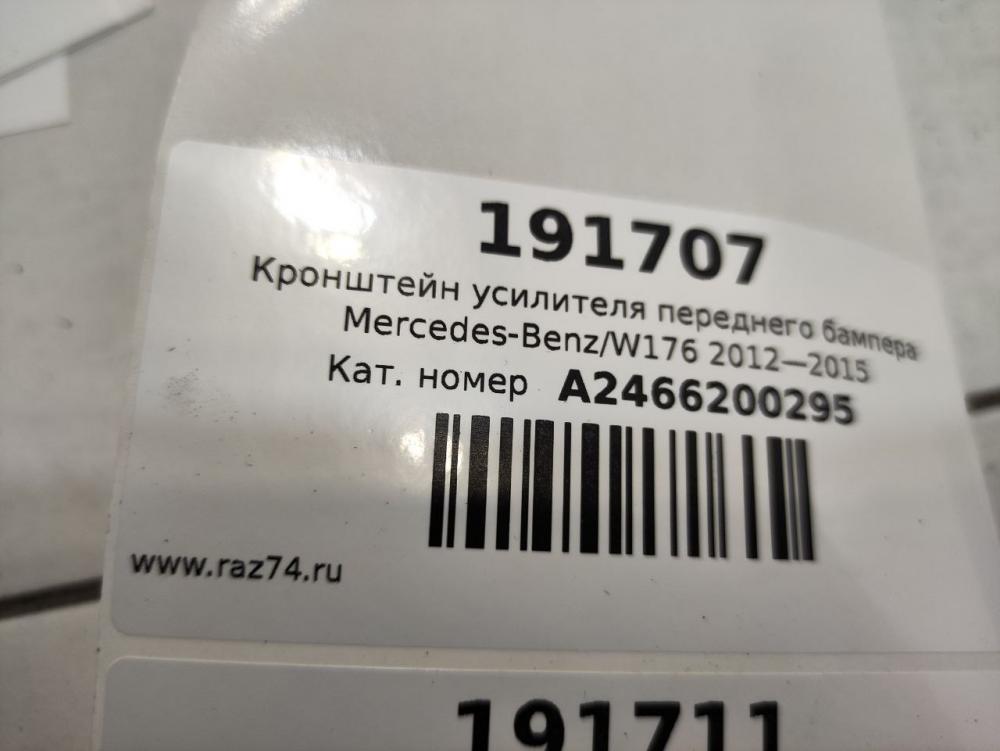 191707
Кронштейн усилителя переднего бампера
Mercedes-Benz/W176 2012—2015
Кат. номер A2466200295
www.raz74.ru
191711